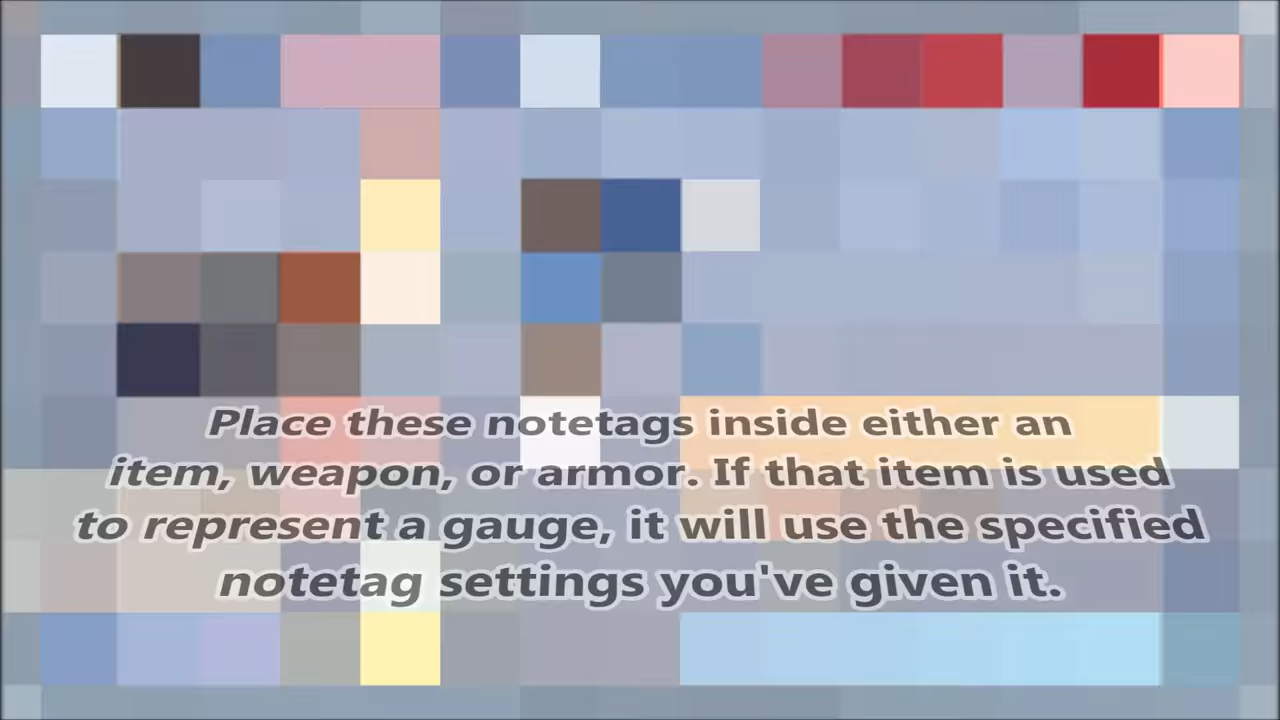 Place these notetags inside either an
item, weapon, or armor. If that item is used
to represent a gauge, it will use the specified
notetag settings you've given it.